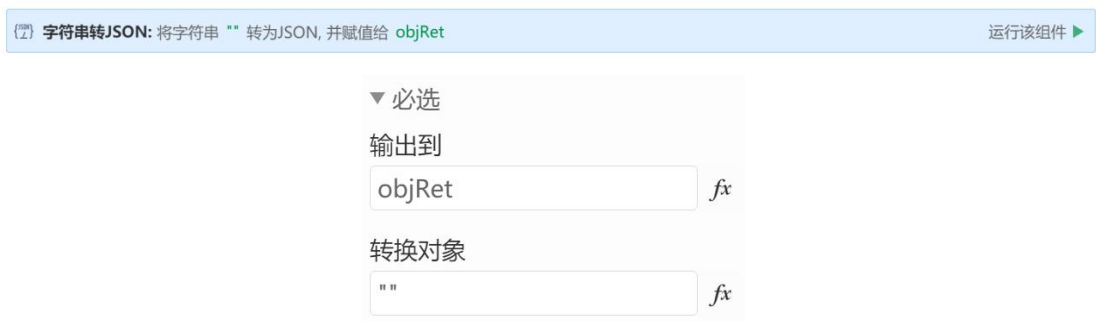 字符串转JSON: 将字符串 "" 转为JSON, 并赋值给 objRet 运行该组件
必选
输出到
objRet fx
转换对象
"" fx